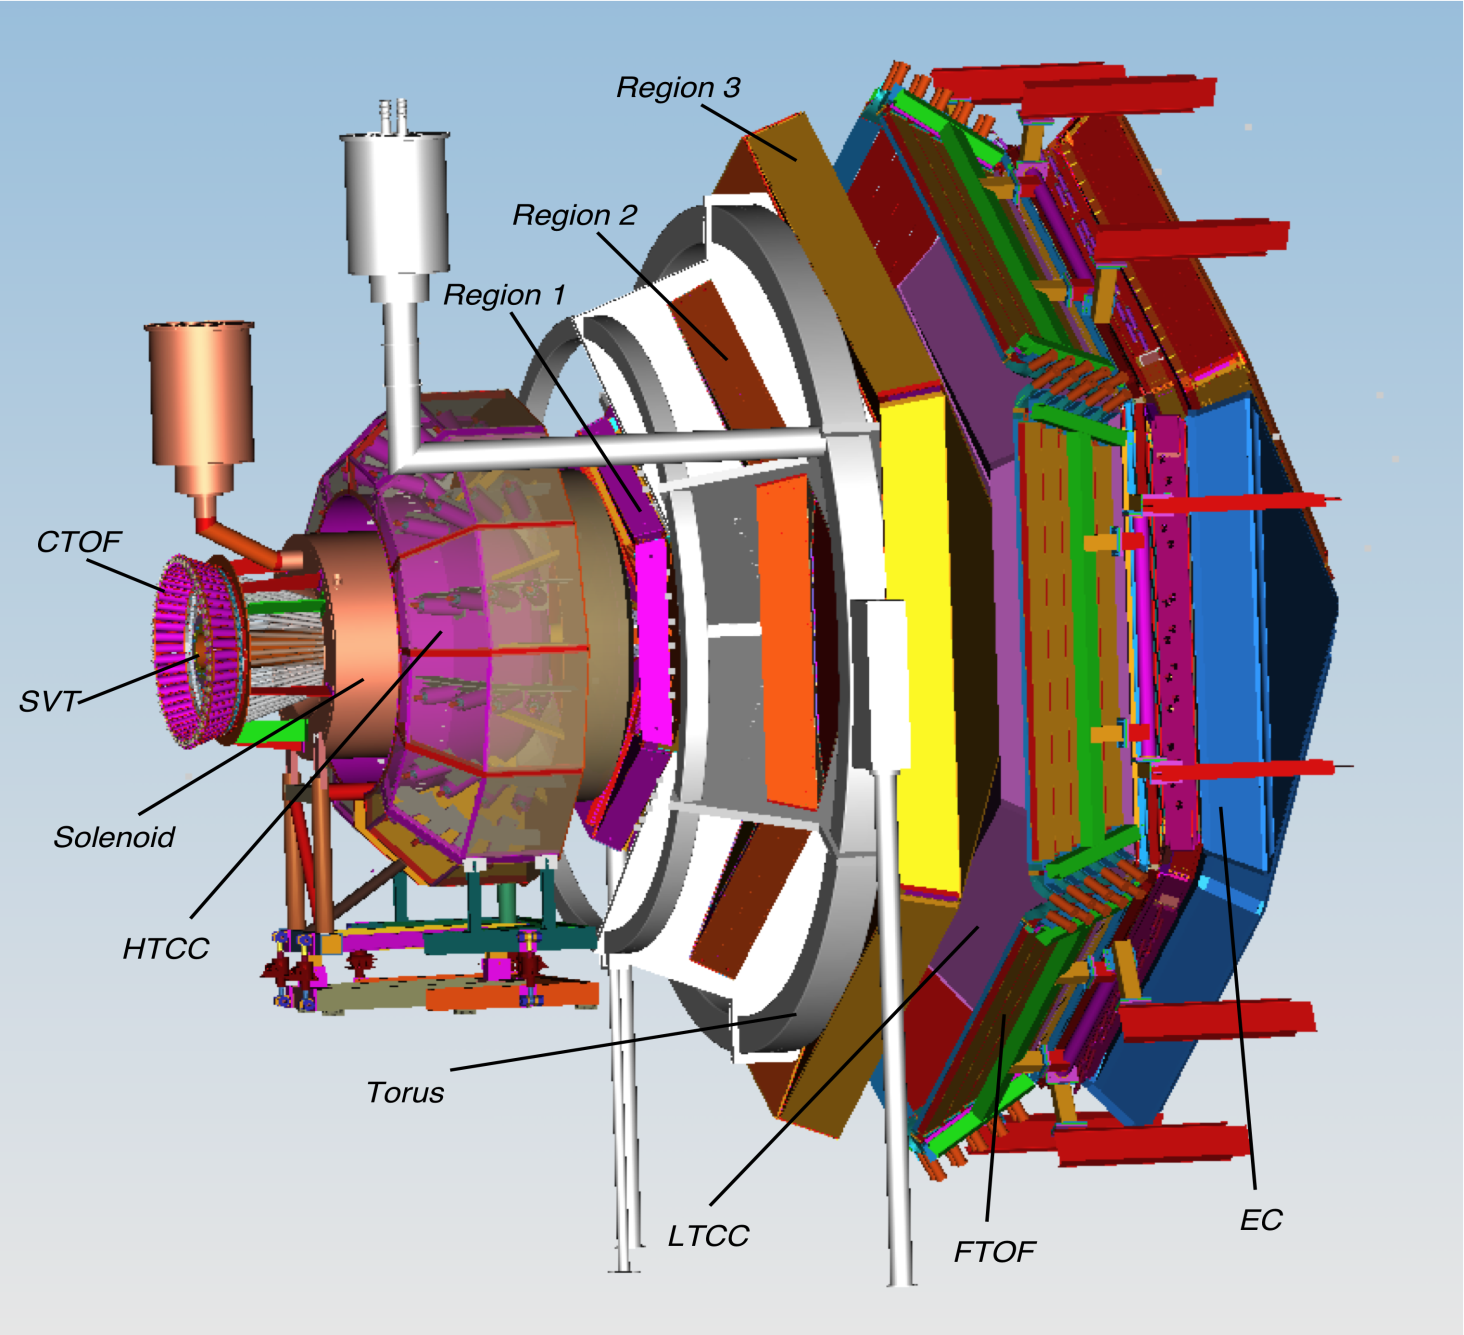 Region 3
Region 2
Region 1
CTOF
SVT
Solenoid
HTCC
Torus
LTCC
FTOF
EC